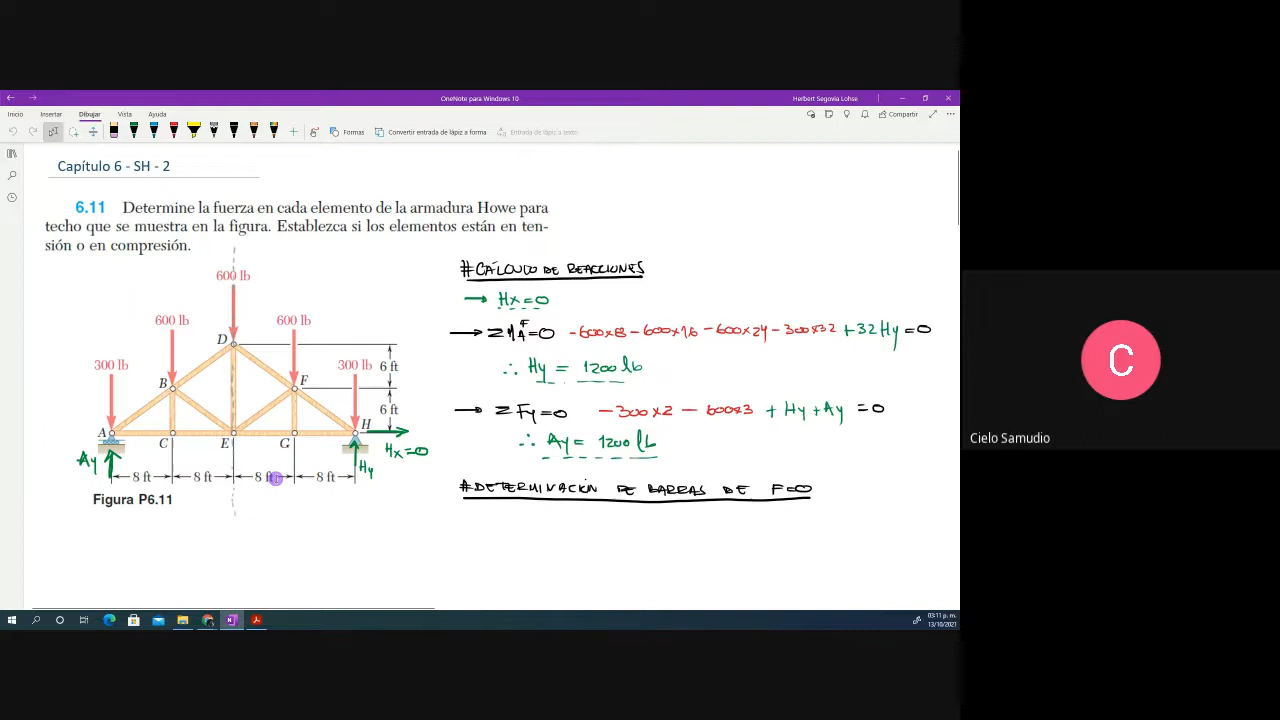 OneNote para Windows 10
Herbert Segovia Lohse
Inicio
Insertar
Dibujar
Vista
Ayuda
Compartir
Formas
Convertir entrada de lápiz a forma
Entrada de lápiz a texto
Capítulo 6 - SH - 2
6.11 Determine la fuerza en cada elemento de la armadura Howe para
techo que se muestra en la figura. Establezca si los elementos están en ten-
sión o en compresión.
600 lb
600 lb
600 lb
D
300 lb
300 lb
6 ft
B
F
6 ft
A
C
E
G
H
Hx=0
Ay
Hy
8 ft
8 ft
8 ft
8 ft
Figura P6.11
#CÁLCULO DE REACCIONES
→ Hx=0
→ ΣM_A^F=0 -600x8 -600x16 -600x24 -300x32 +32Hy =0
∴ Hy = 1200 lb
→ ΣFy=0 -300x2 - 600x3 + Hy + Ay =0
∴ Ay = 1200 lb
#DETERMINACIÓN DE BARRAS DE F=0
C
Cielo Samudio
03:11 p. m.
13/10/2021